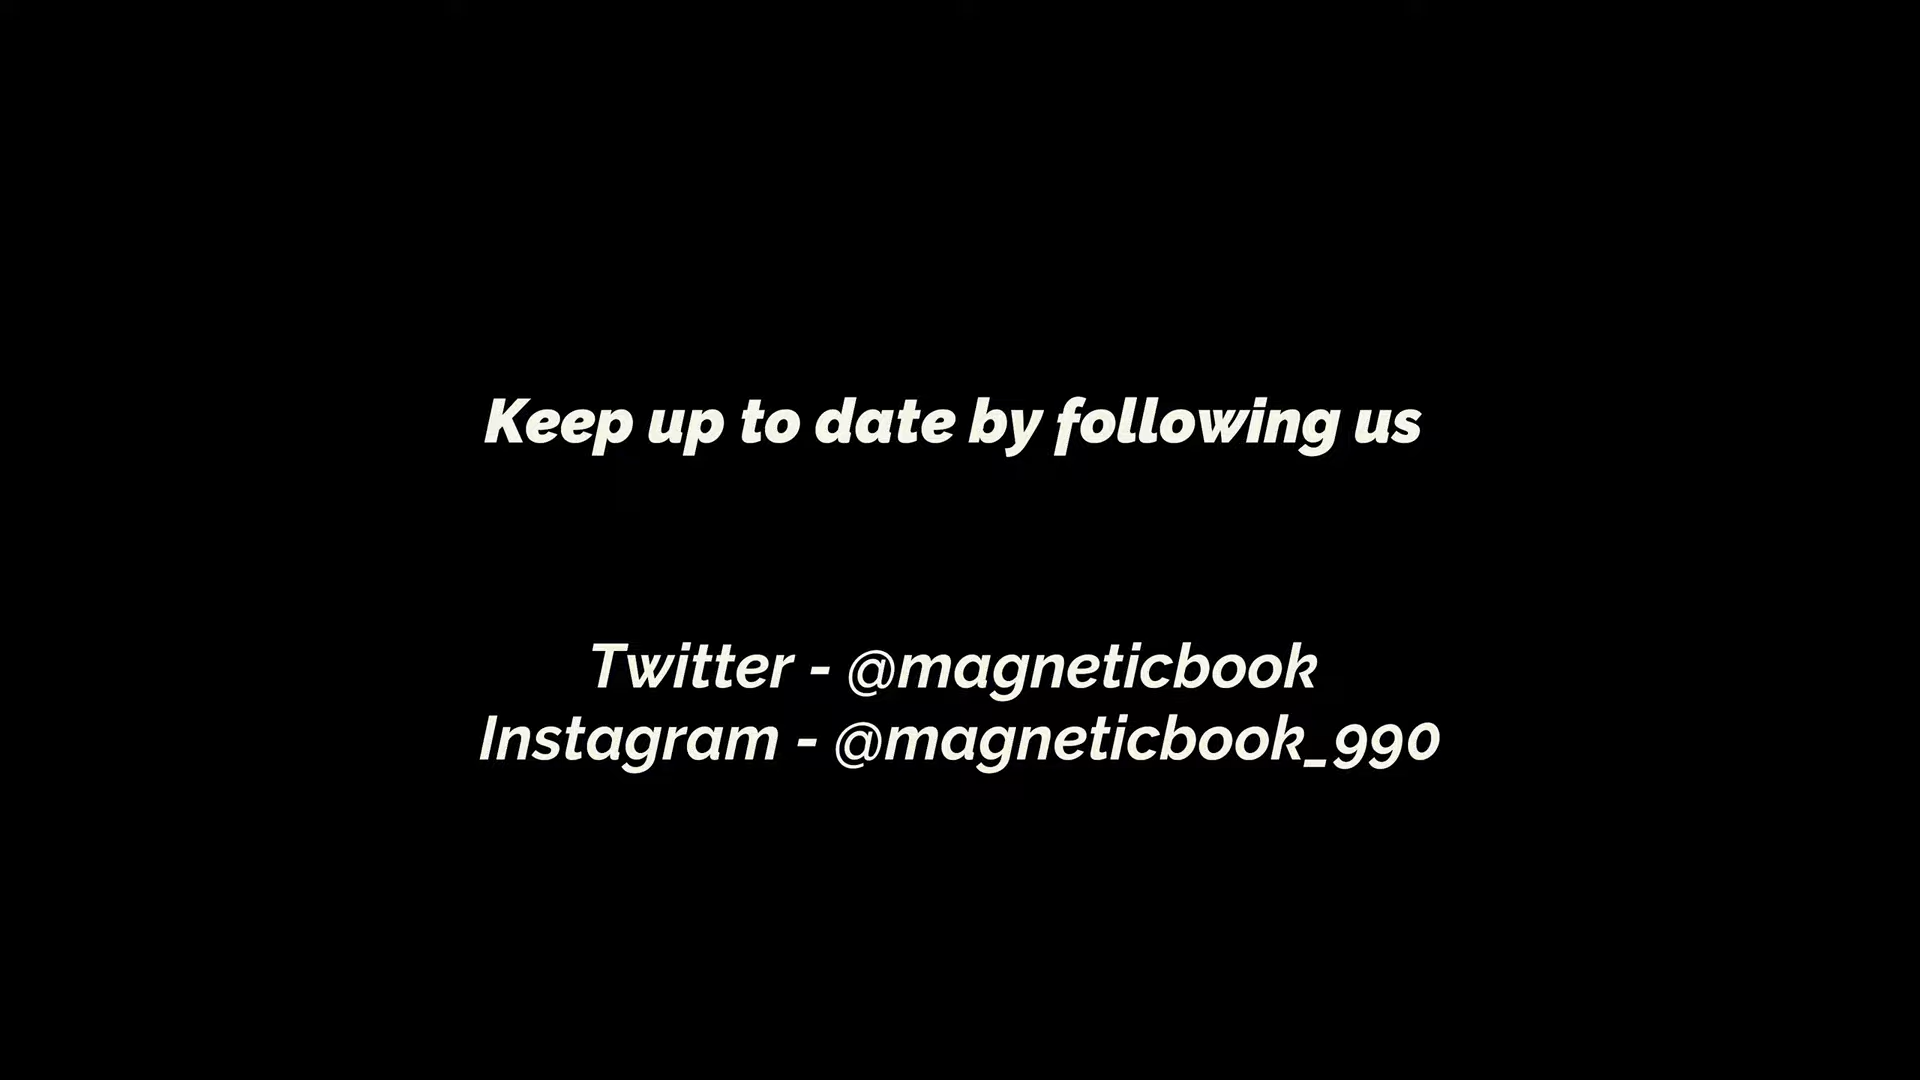 Keep up to date by following us
Twitter - @magneticbook
Instagram - @magneticbook_990